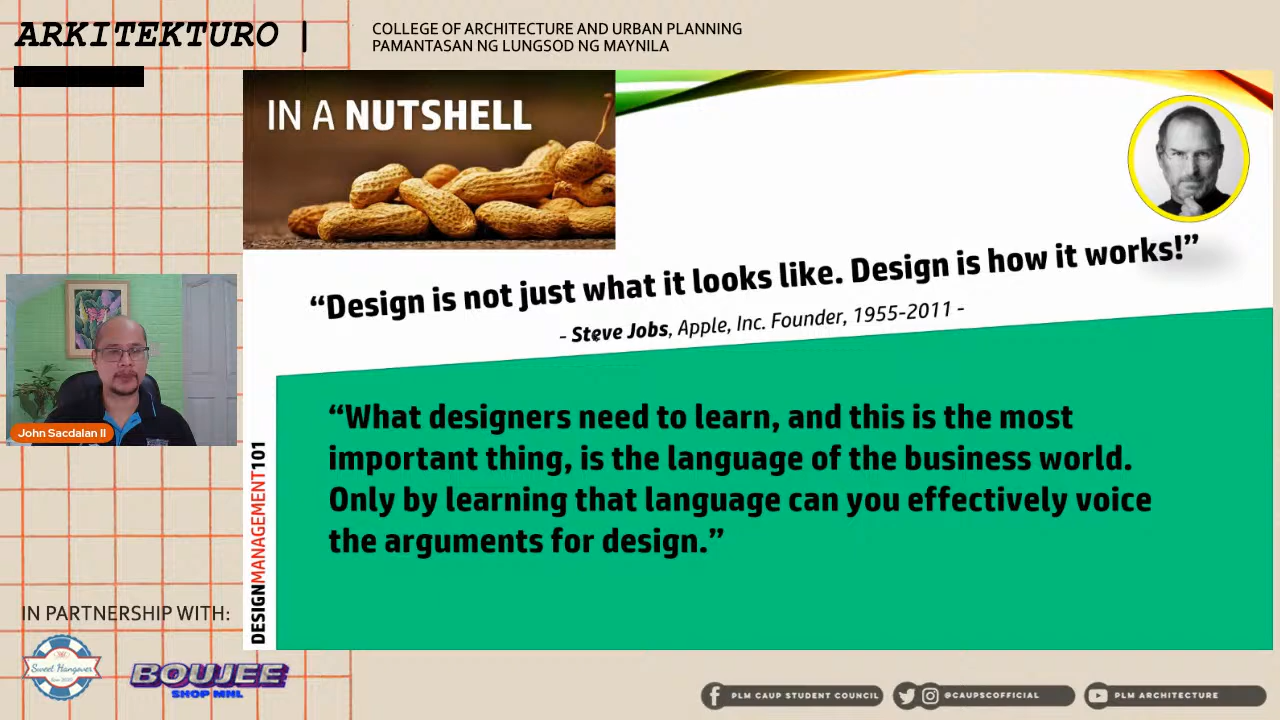 ARKITEKTURO |
COLLEGE OF ARCHITECTURE AND URBAN PLANNING
PAMANTASAN NG LUNGSOD NG MAYNILA
IN A NUTSHELL
“Design is not just what it looks like. Design is how it works!”
- Steve Jobs, Apple, Inc. Founder, 1955-2011 -
“What designers need to learn, and this is the most
important thing, is the language of the business world.
Only by learning that language can you effectively voice
the arguments for design.”
DESIGNMANAGEMENT101
John Sacdalan II
IN PARTNERSHIP WITH:
Sweet Hangover
BOUJEE
SHOP MNL
PLM CAUP STUDENT COUNCIL
@CAUPSCOFFICIAL
PLM ARCHITECTURE